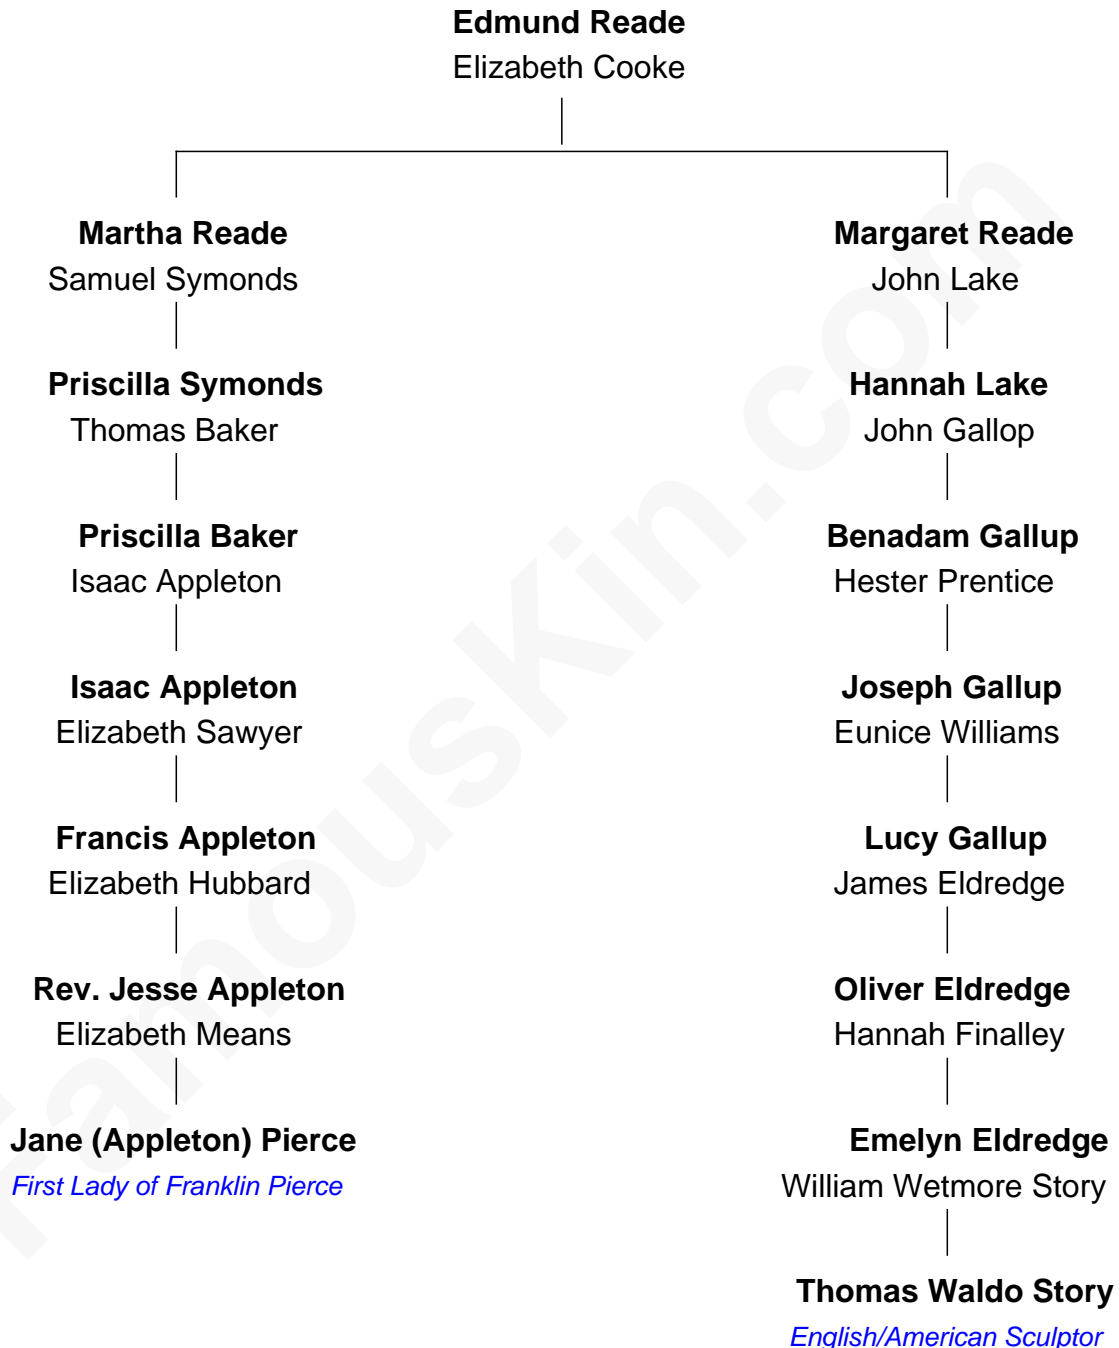 Edmund Reade
Elizabeth Cooke
Martha Reade
Samuel Symonds
Margaret Reade
John Lake
Priscilla Symonds
Thomas Baker
Hannah Lake
John Gallop
Priscilla Baker
Isaac Appleton
Benadam Gallup
Hester Prentice
Isaac Appleton
Elizabeth Sawyer
Joseph Gallup
Eunice Williams
Francis Appleton
Elizabeth Hubbard
Lucy Gallup
James Eldredge
Rev. Jesse Appleton
Elizabeth Means
Oliver Eldredge
Hannah Finalley
Jane (Appleton) Pierce
First Lady of Franklin Pierce
Emelyn Eldredge
William Wetmore Story
Thomas Waldo Story
English/American Sculptor
FamousKin.com